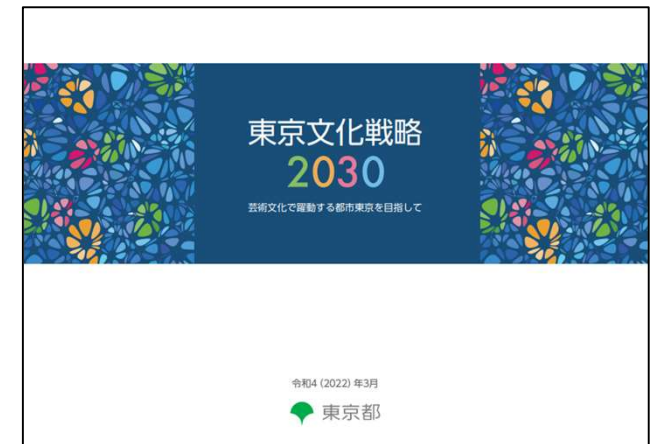 東京文化戦略
2030
芸術文化で躍動する都市東京を目指して
令和4（2022）年3月
東京都